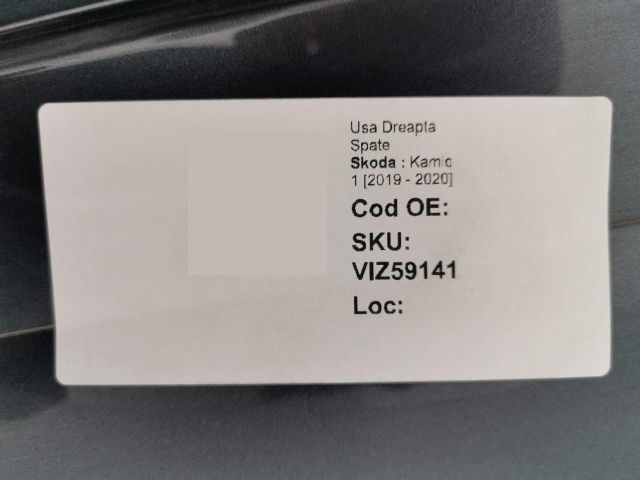 Usa Dreapta
Spate
Skoda : Kamiq
1 [2019 - 2020]
Cod OE:
SKU:
VIZ59141
Loc: